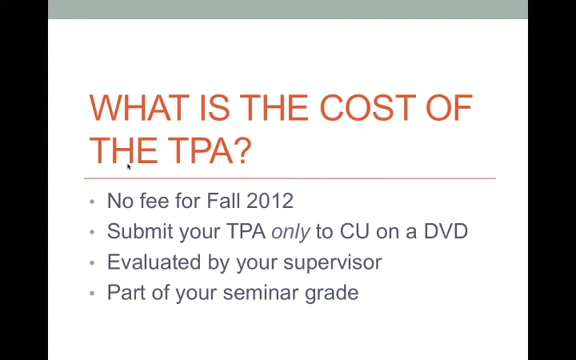 WHAT IS THE COST OF
THE TPA?
• No fee for Fall 2012
• Submit your TPA only to CU on a DVD
• Evaluated by your supervisor
• Part of your seminar grade